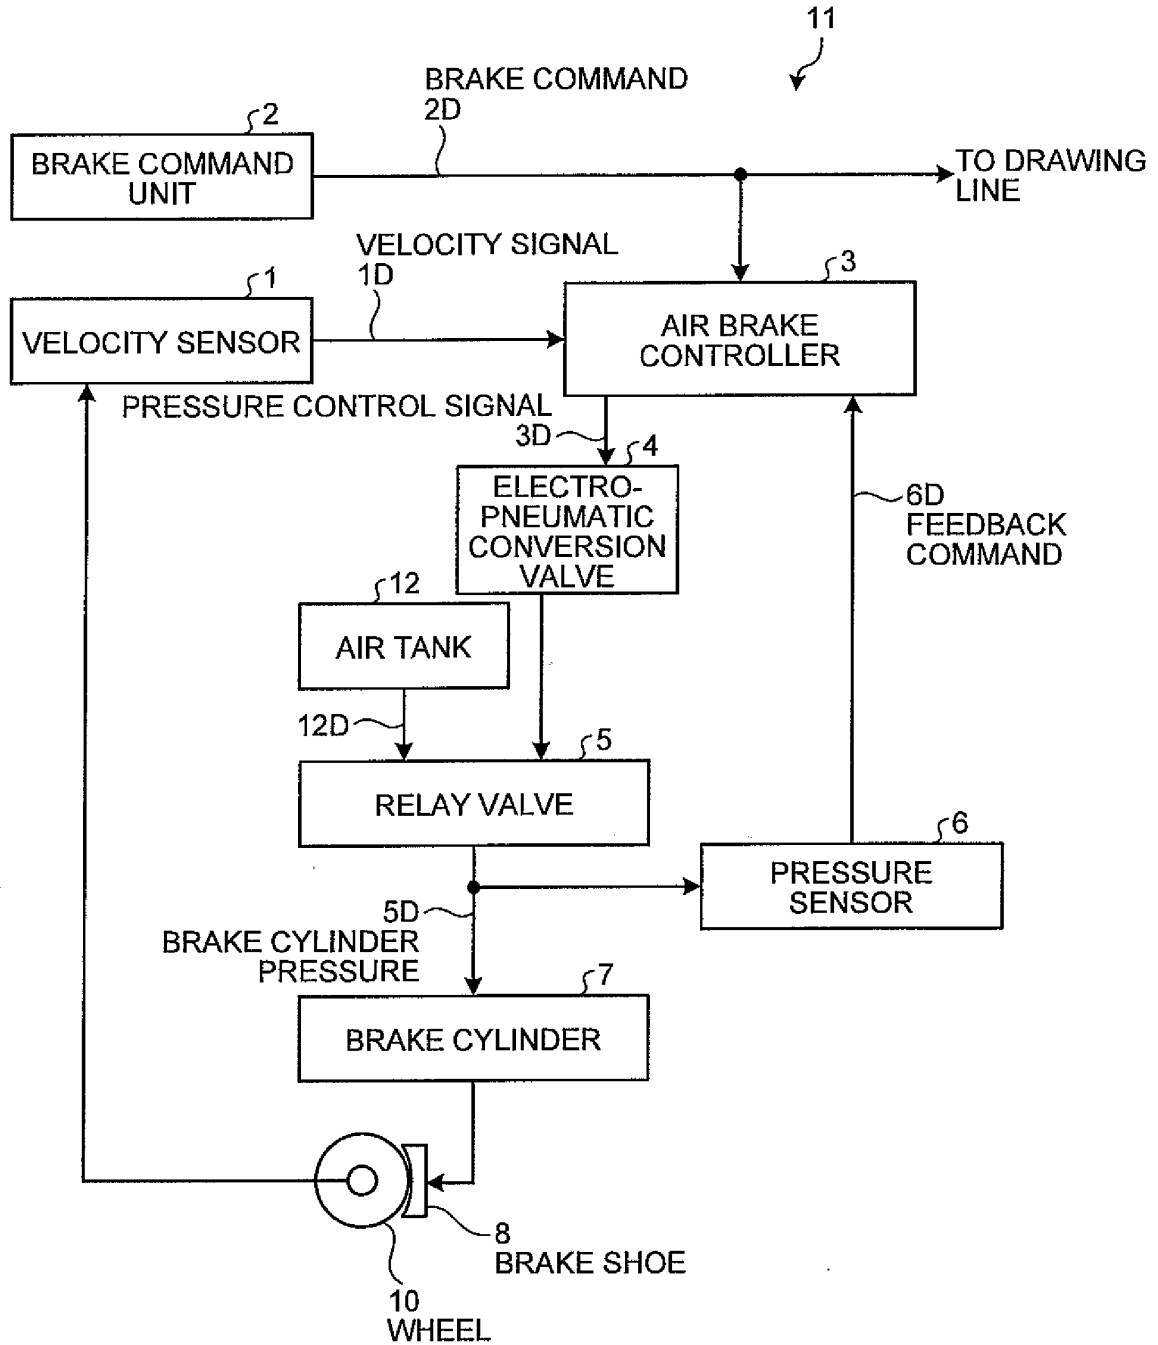 11
BRAKE COMMAND
2D
2
BRAKE COMMAND
UNIT
TO DRAWING
LINE
VELOCITY SIGNAL
1D
1
VELOCITY SENSOR
3
AIR BRAKE
CONTROLLER
PRESSURE CONTROL SIGNAL
3D
4
ELECTRO-
PNEUMATIC
CONVERSION
VALVE
6D
FEEDBACK
COMMAND
12
AIR TANK
12D
5
RELAY VALVE
6
PRESSURE
SENSOR
5D
BRAKE CYLINDER
PRESSURE
7
BRAKE CYLINDER
8
BRAKE SHOE
10
WHEEL